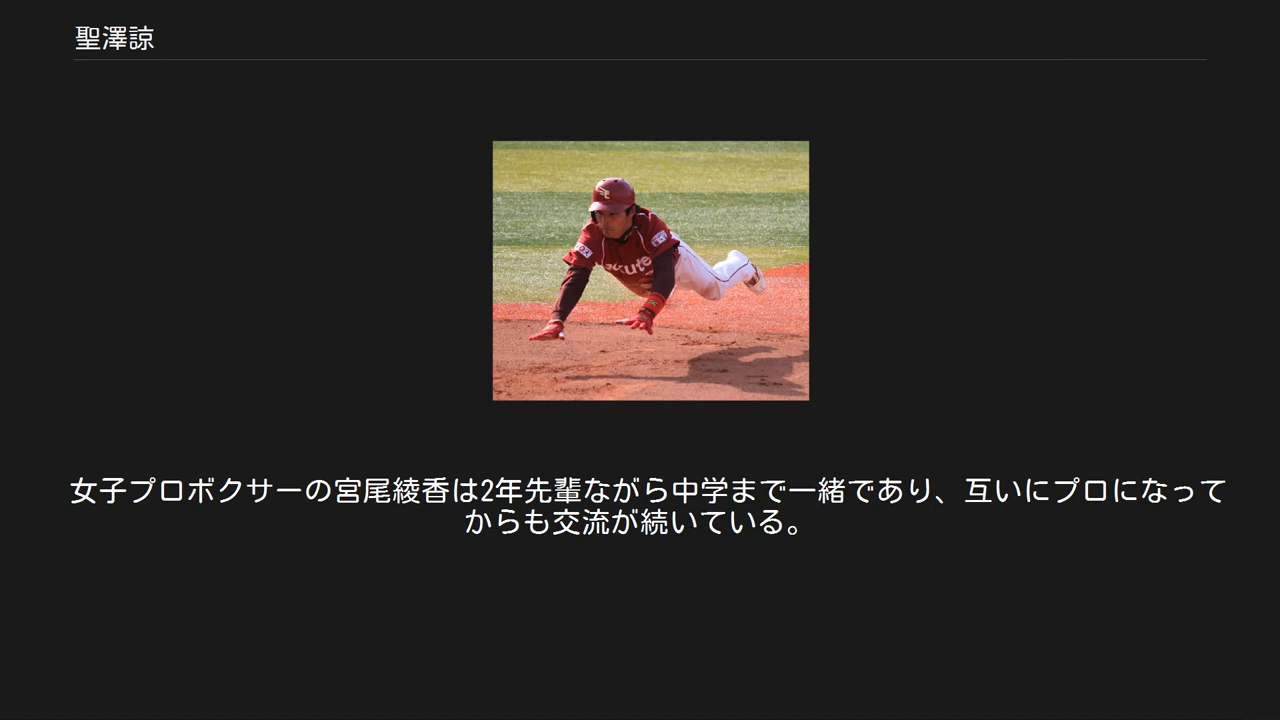 聖澤諒
女子プロボクサーの宮尾綾香は2年先輩ながら中学まで一緒であり、互いにプロになって
からも交流が続いている。